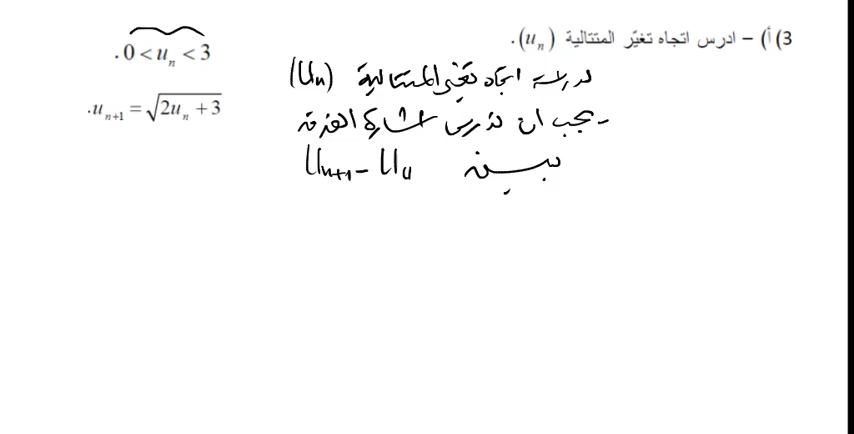 3) أ) – ادرس اتجاه تغيّر المتتالية (uₙ).
.0 < uₙ < 3
.uₙ₊₁ = √(2uₙ + 3)
دراسة اتجاه تغير المتتالية (Uₙ)
- يجب ان ندرس اشارة الفرق
بين Uₙ₊₁ - Uₙ